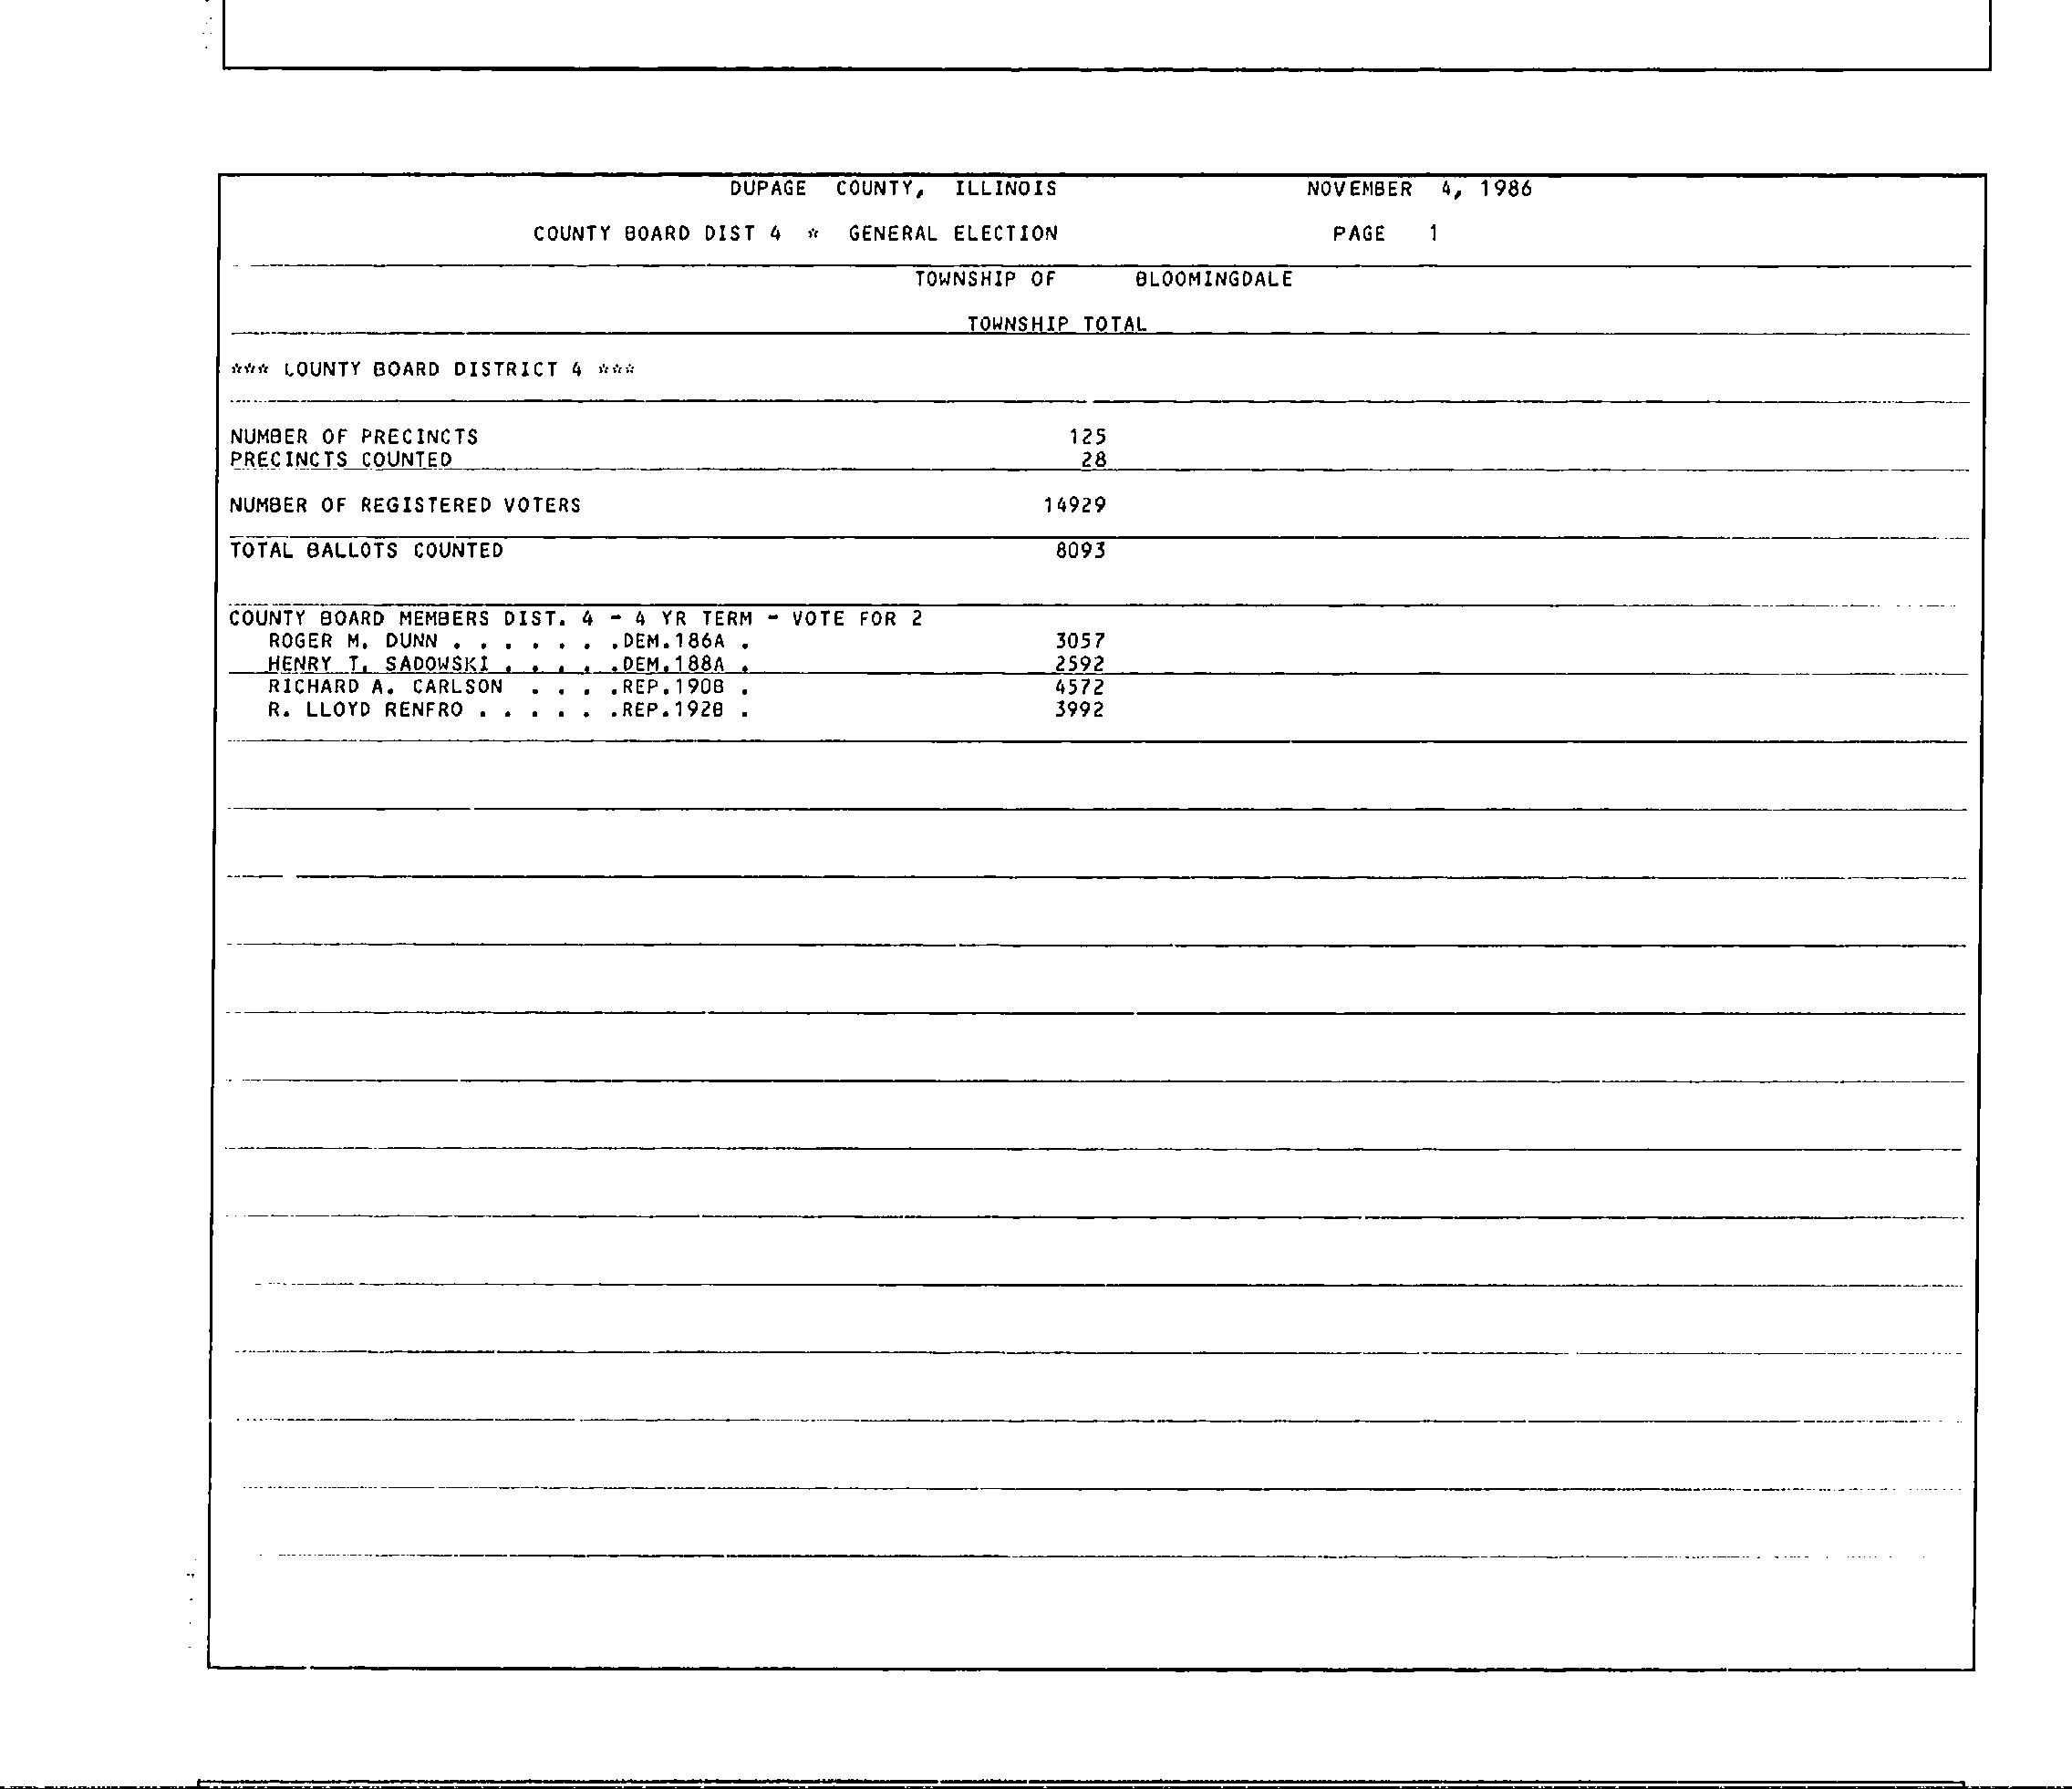 DUPAGE COUNTY, ILLINOIS NOVEMBER 4, 1986
COUNTY BOARD DIST 4 * GENERAL ELECTION PAGE 1
TOWNSHIP OF BLOOMINGDALE
TOWNSHIP TOTAL
*** COUNTY BOARD DISTRICT 4 ***
NUMBER OF PRECINCTS 125
PRECINCTS COUNTED 28
NUMBER OF REGISTERED VOTERS 14929
TOTAL BALLOTS COUNTED 8093
COUNTY BOARD MEMBERS DIST. 4 - 4 YR TERM - VOTE FOR 2
ROGER M. DUNN . . . . . . .DEM.186A . 3057
HENRY T. SADOWSKI . . . . .DEM.188A . 2592
RICHARD A. CARLSON . . . .REP.190B . 4572
R. LLOYD RENFRO . . . . . .REP.192B . 3992